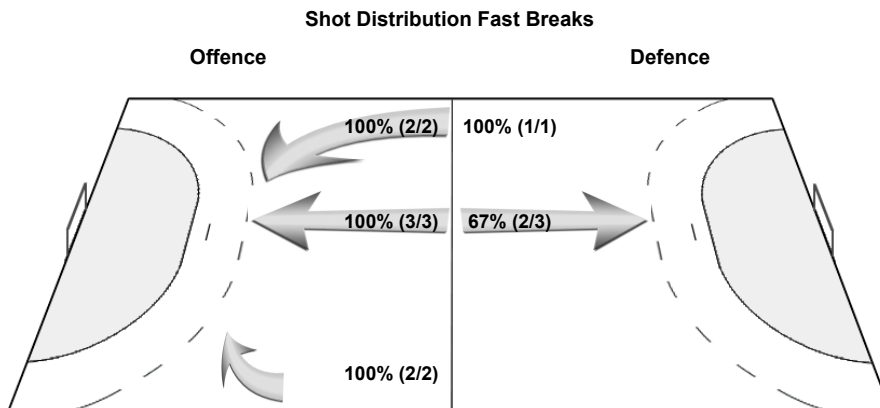 Shot Distribution Fast Breaks
Offence Defence
100% (2/2) 100% (1/1)
100% (3/3) 67% (2/3)
100% (2/2)